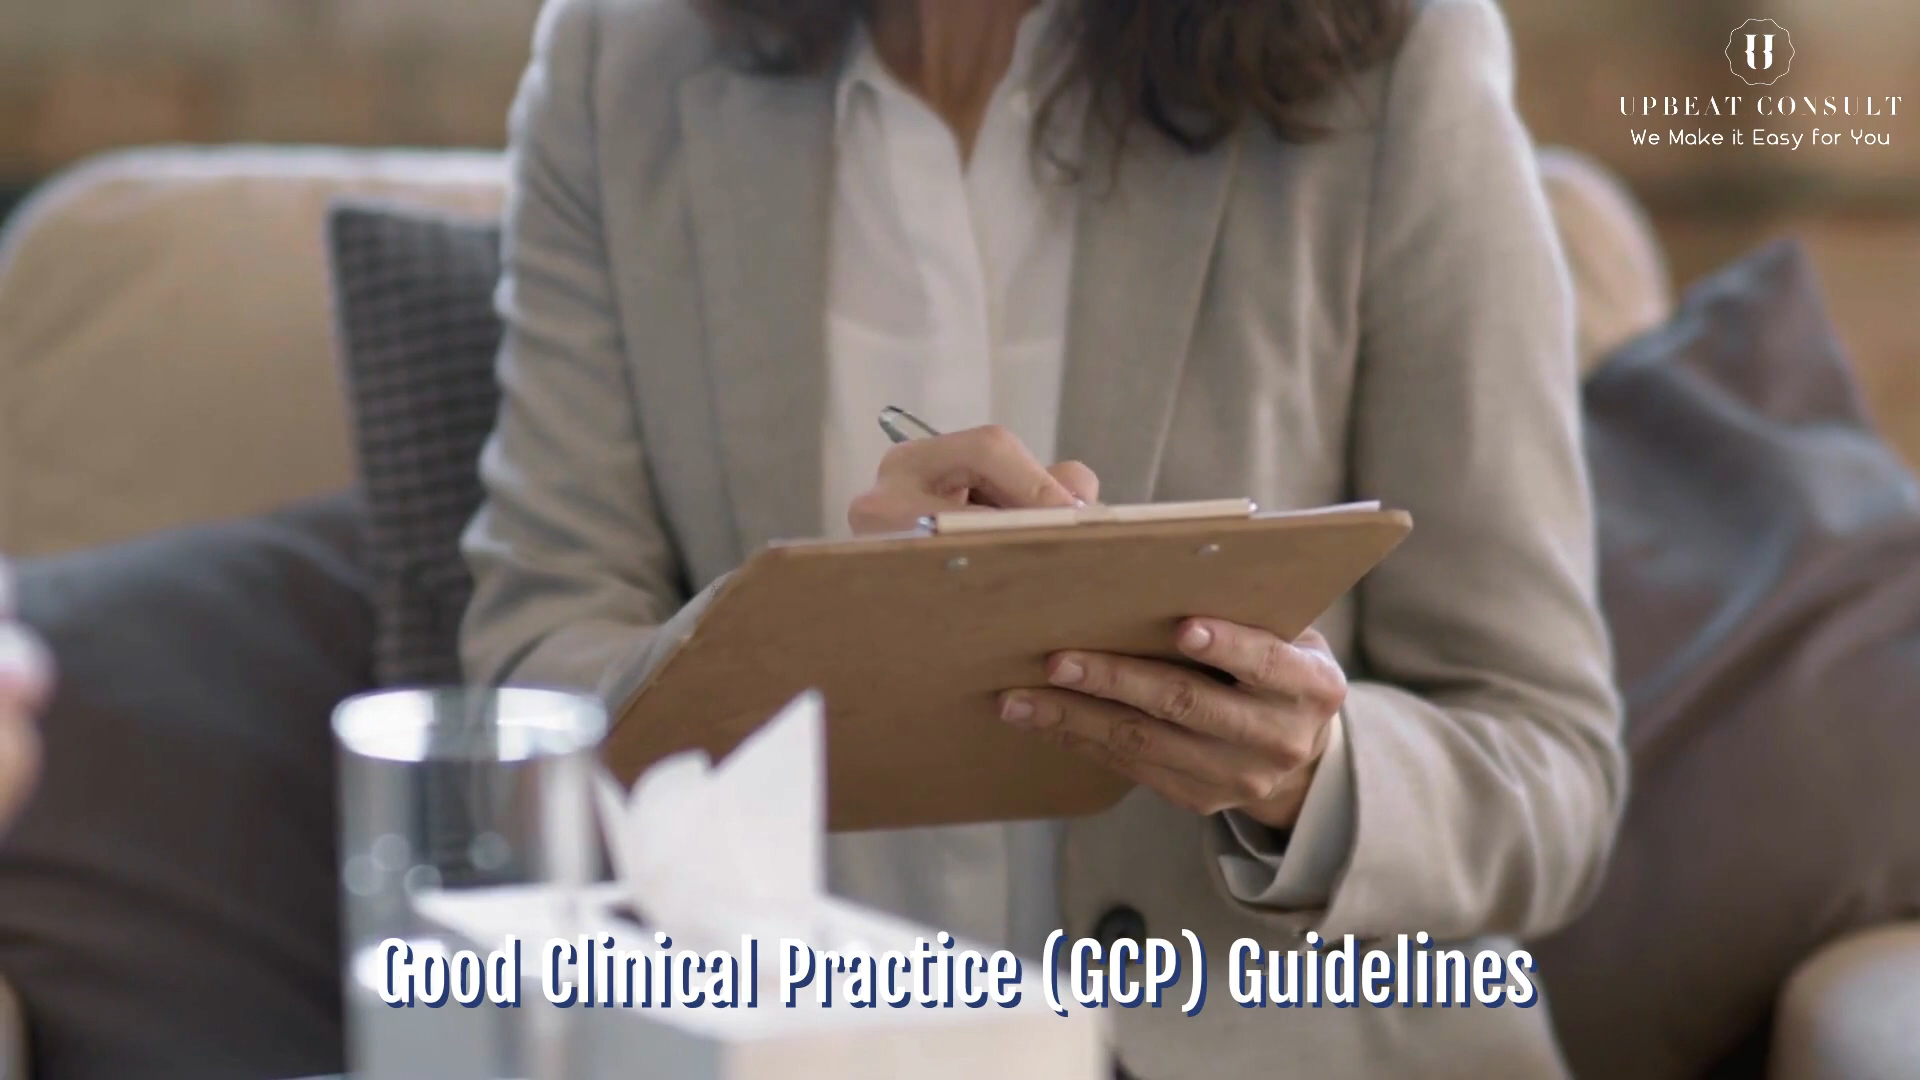 UPBEAT CONSULT
We Make it Easy for You
Good Clinical Practice (GCP) Guidelines